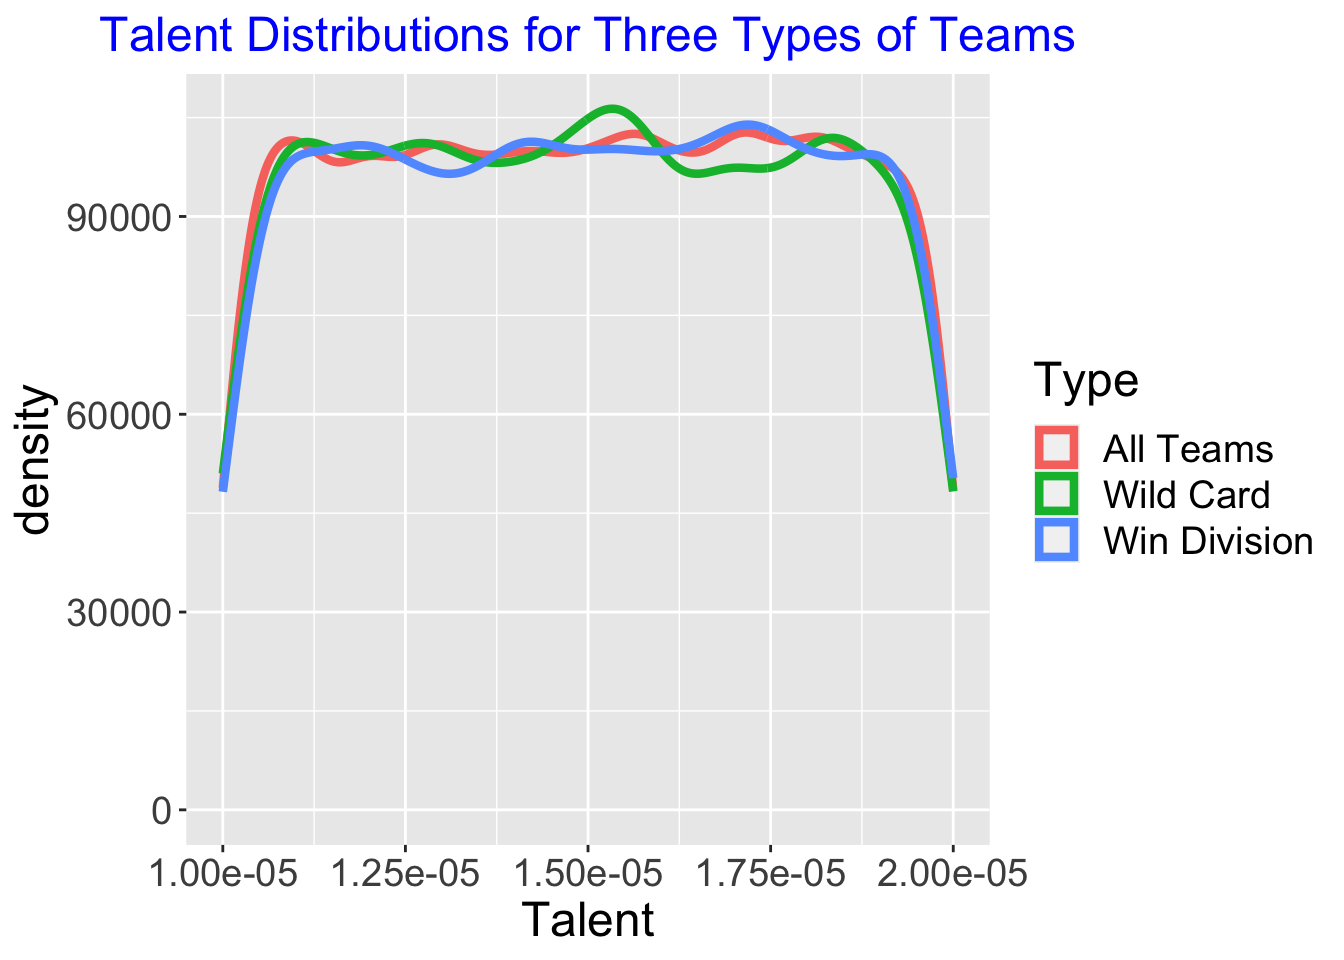 Talent Distributions for Three Types of Teams
density
90000
60000
30000
0
1.00e-05 1.25e-05 1.50e-05 1.75e-05 2.00e-05
Talent
Type
All Teams
Wild Card
Win Division